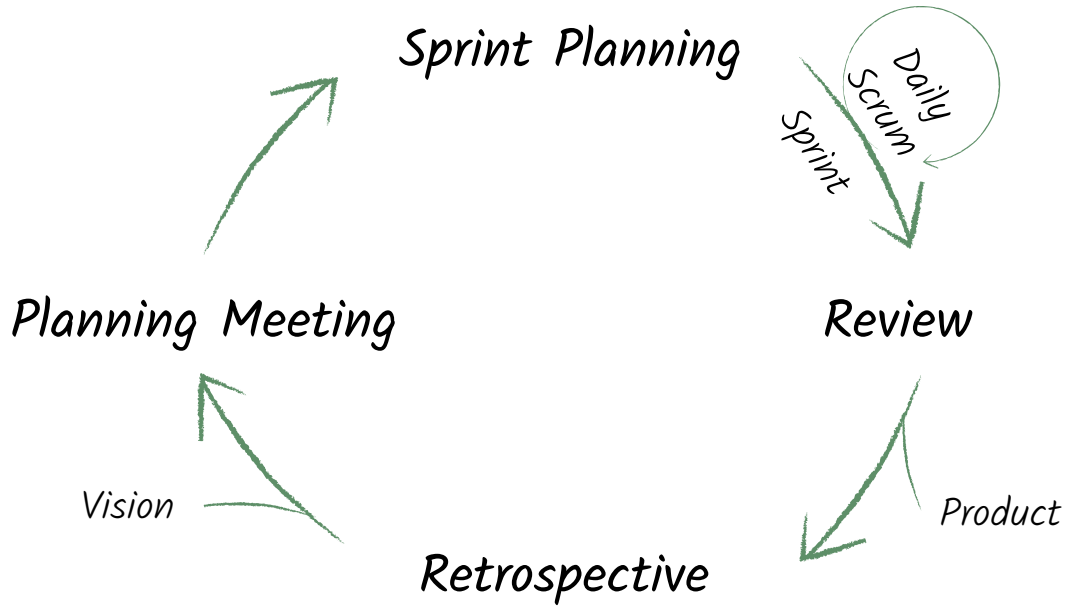 Sprint Planning
Daily
Scrum
Sprint
Planning Meeting
Review
Vision
Product
Retrospective